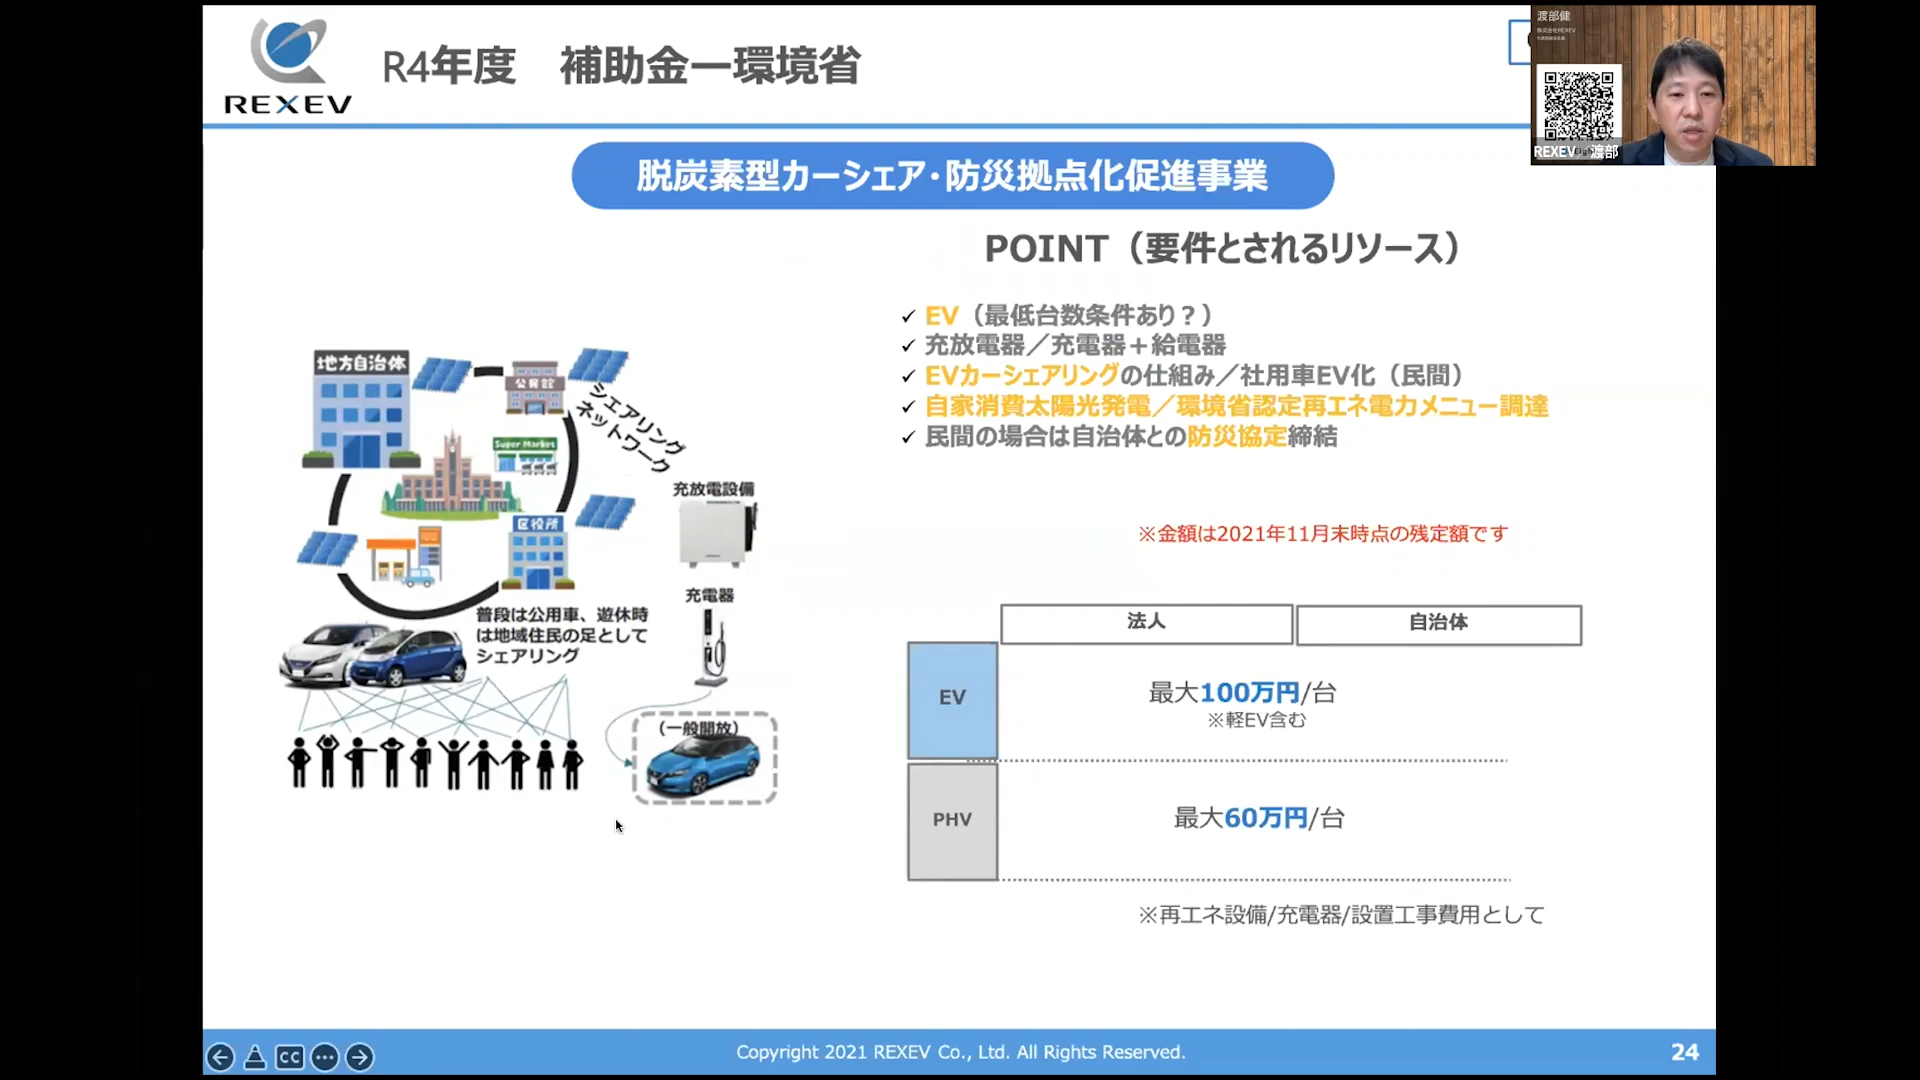 REXEV
R4年度 補助金ー環境省
渡部健
株式会社REXEV
REXEV 渡部
脱炭素型カーシェア・防災拠点化促進事業
POINT（要件とされるリソース）
✓ EV（最低台数条件あり？）
✓ 充放電器／充電器＋給電器
✓ EVカーシェアリングの仕組み／社用車EV化（民間）
✓ 自家消費太陽光発電／環境省認定再エネ電力メニュー調達
✓ 民間の場合は自治体との防災協定締結
地方自治体
公民館
シェアリング
ネットワーク
Super Market
区役所
充放電設備
充電器
普段は公用車、遊休時
は地域住民の足として
シェアリング
（一般開放）
※金額は2021年11月末時点の残定額です
法人
自治体
EV
最大100万円/台
※軽EV含む
PHV
最大60万円/台
※再エネ設備/充電器/設置工事費用として
CC
Copyright 2021 REXEV Co., Ltd. All Rights Reserved.
24